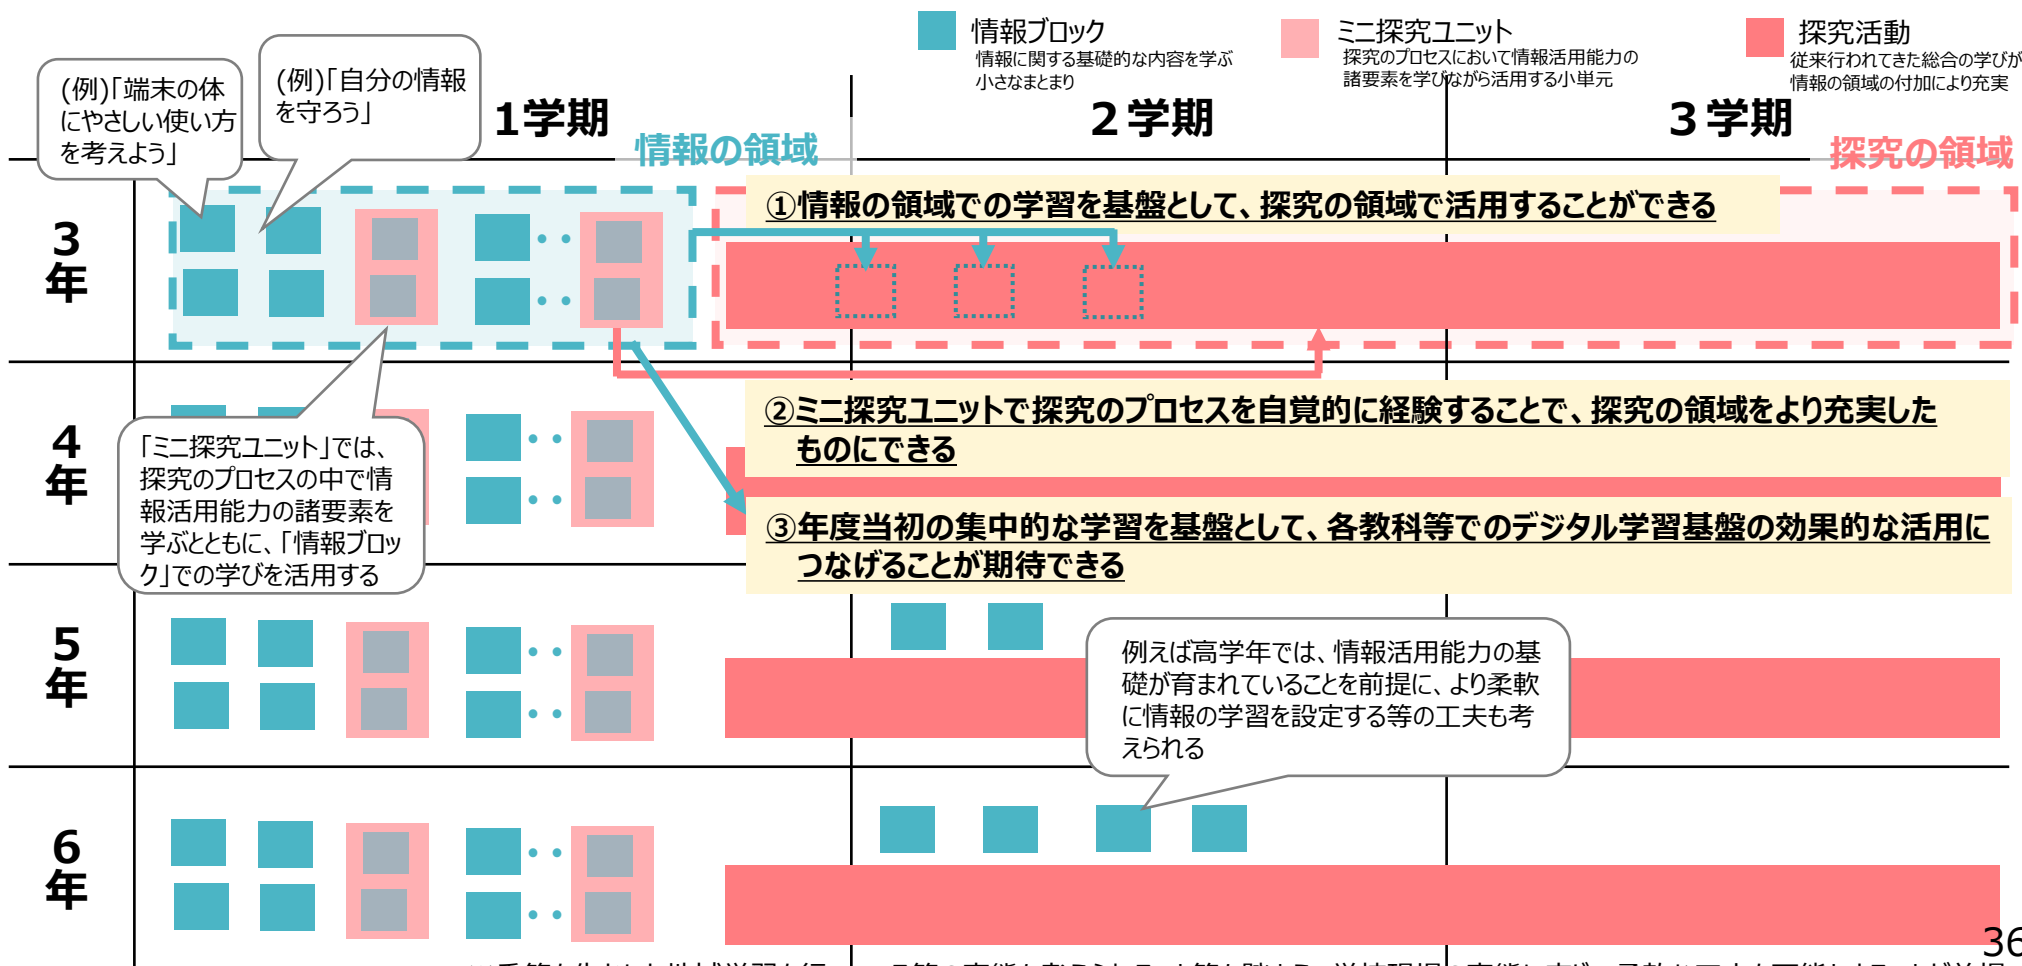 情報ブロック
情報に関する基礎的な内容を学ぶ
小さなまとまり
ミニ探究ユニット
探究のプロセスにおいて情報活用能力の
諸要素を学びながら活用する小単元
探究活動
従来行われてきた総合の学びが
情報の領域の付加により充実
(例)「端末の体
にやさしい使い方
を考えよう」
(例)「自分の情報
を守ろう」
1学期
2学期
3学期
情報の領域
探究の領域
3
年
①情報の領域での学習を基盤として、探究の領域で活用することができる
4
年
「ミニ探究ユニット」では、
探究のプロセスの中で情
報活用能力の諸要素を
学ぶとともに、「情報ブロッ
ク」での学びを活用する
②ミニ探究ユニットで探究のプロセスを自覚的に経験することで、探究の領域をより充実した
ものにできる
③年度当初の集中的な学習を基盤として、各教科等でのデジタル学習基盤の効果的な活用に
つなげることが期待できる
5
年
例えば高学年では、情報活用能力の基
礎が育まれていることを前提に、より柔軟
に情報の学習を設定する等の工夫も考
えられる
6
年
36